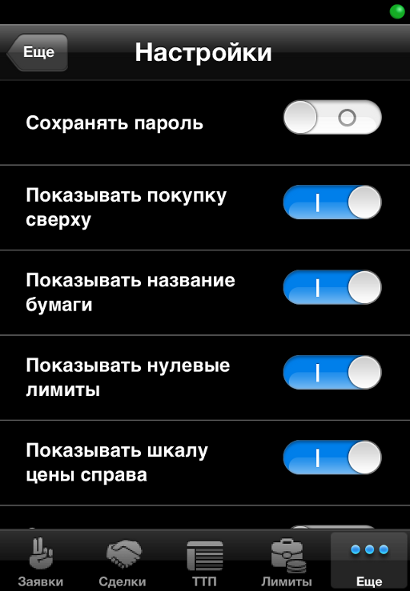 Еще
Настройки
Сохранять пароль
Показывать покупку
сверху
Показывать название
бумаги
Показывать нулевые
лимиты
Показывать шкалу
цены справа
Заявки
Сделки
ТТП
Лимиты
Еще